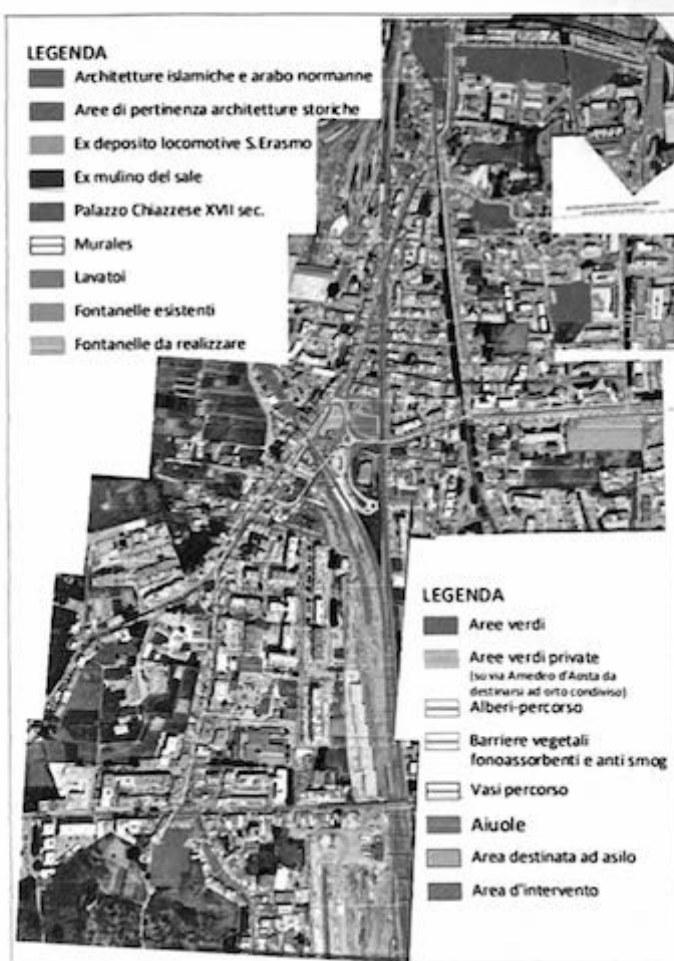 LEGENDA
Architetture islamiche e arabo normanne
Aree di pertinenza architetture storiche
Ex deposito locomotive S.Erasmo
Ex mulino del sale
Palazzo Chiazzese XVII sec.
Murales
Lavatoi
Fontanelle esistenti
Fontanelle da realizzare
LEGENDA
Aree verdi
Aree verdi private
(su via Amedeo d'Aosta da
destinarsi ad orto condiviso)
Alberi-percorso
Barriere vegetali
fonoassorbenti e anti smog
Vasi percorso
Aiuole
Area destinata ad asilo
Area d'intervento